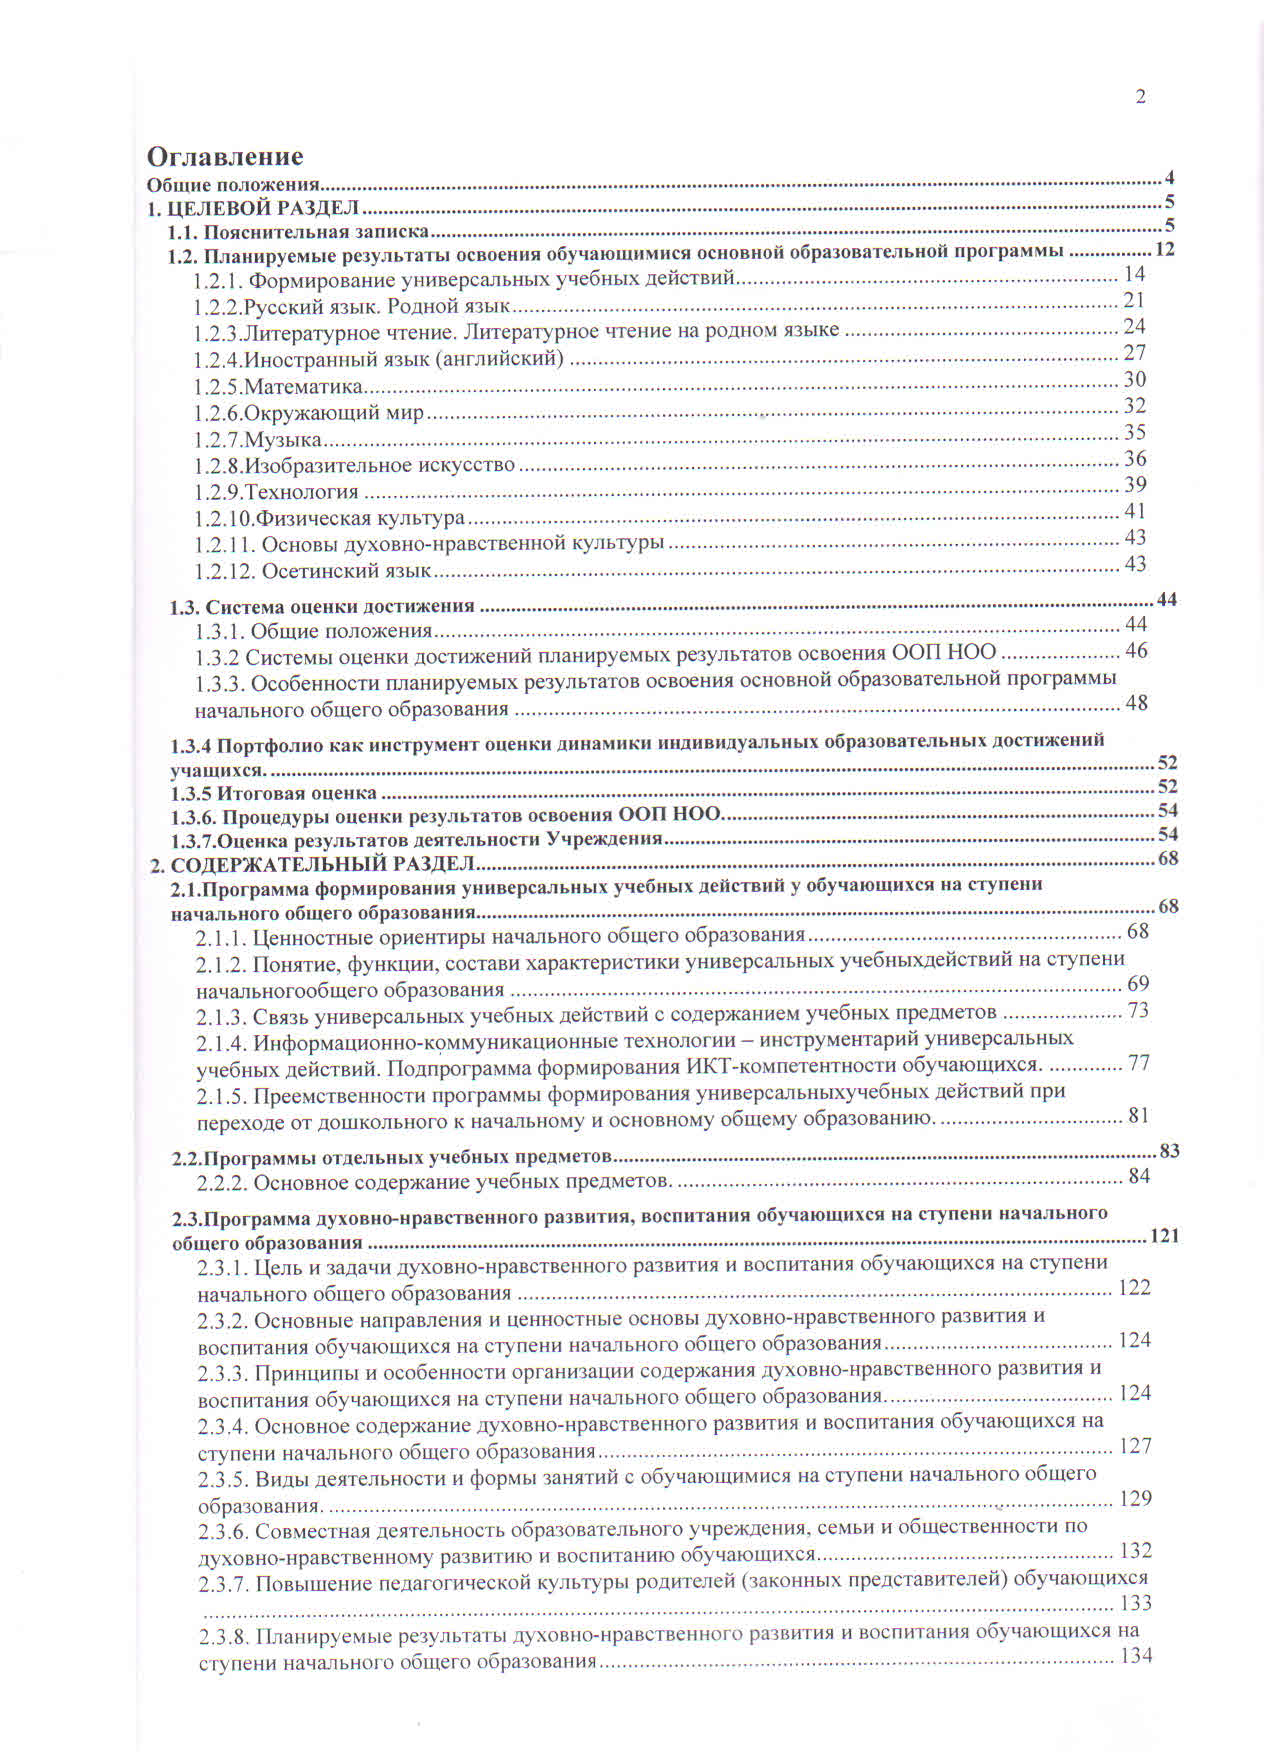 2
Оглавление
Общие положения....................4
1. ЦЕЛЕВОЙ РАЗДЕЛ....................5
1.1. Пояснительная записка....................5
1.2. Планируемые результаты освоения обучающимися основной образовательной программы ....................12
1.2.1. Формирование универсальных учебных действий.................... 14
1.2.2.Русский язык. Родной язык.................... 21
1.2.3.Литературное чтение. Литературное чтение на родном языке .................... 24
1.2.4.Иностранный язык (английский) .................... 27
1.2.5.Математика.................... 30
1.2.6.Окружающий мир.................... 32
1.2.7.Музыка.................... 35
1.2.8.Изобразительное искусство.................... 36
1.2.9.Технология .................... 39
1.2.10.Физическая культура.................... 41
1.2.11. Основы духовно-нравственной культуры.................... 43
1.2.12. Осетинский язык.................... 43
1.3. Система оценки достижения ....................44
1.3.1. Общие положения.................... 44
1.3.2 Системы оценки достижений планируемых результатов освоения ООП НОО .................... 46
1.3.3. Особенности планируемых результатов освоения основной образовательной программы
начального общего образования .................... 48
1.3.4 Портфолио как инструмент оценки динамики индивидуальных образовательных достижений
учащихся.....................52
1.3.5 Итоговая оценка ....................52
1.3.6. Процедуры оценки результатов освоения ООП НОО.....................54
1.3.7.Оценка результатов деятельности Учреждения....................54
2. СОДЕРЖАТЕЛЬНЫЙ РАЗДЕЛ....................68
2.1.Программа формирования универсальных учебных действий у обучающихся на ступени
начального общего образования.....................68
2.1.1. Ценностные ориентиры начального общего образования.................... 68
2.1.2. Понятие, функции, состави характеристики универсальных учебныхдействий на ступени
начальногообщего образования .................... 69
2.1.3. Связь универсальных учебных действий с содержанием учебных предметов .................... 73
2.1.4. Информационно-коммуникационные технологии – инструментарий универсальных
учебных действий. Подпрограмма формирования ИКТ-компетентности обучающихся. .................... 77
2.1.5. Преемственности программы формирования универсальныхучебных действий при
переходе от дошкольного к начальному и основному общему образованию. .................... 81
2.2.Программы отдельных учебных предметов....................83
2.2.2. Основное содержание учебных предметов. .................... 84
2.3.Программа духовно-нравственного развития, воспитания обучающихся на ступени начального
общего образования ....................121
2.3.1. Цель и задачи духовно-нравственного развития и воспитания обучающихся на ступени
начального общего образования .................... 122
2.3.2. Основные направления и ценностные основы духовно-нравственного развития и
воспитания обучающихся на ступени начального общего образования.................... 124
2.3.3. Принципы и особенности организации содержания духовно-нравственного развития и
воспитания обучающихся на ступени начального общего образования..................... 124
2.3.4. Основное содержание духовно-нравственного развития и воспитания обучающихся на
ступени начального общего образования.................... 127
2.3.5. Виды деятельности и формы занятий с обучающимися на ступени начального общего
образования. .................... 129
2.3.6. Совместная деятельность образовательного учреждения, семьи и общественности по
духовно-нравственному развитию и воспитанию обучающихся.................... 132
2.3.7. Повышение педагогической культуры родителей (законных представителей) обучающихся
.................... 133
2.3.8. Планируемые результаты духовно-нравственного развития и воспитания обучающихся на
ступени начального общего образования.................... 134